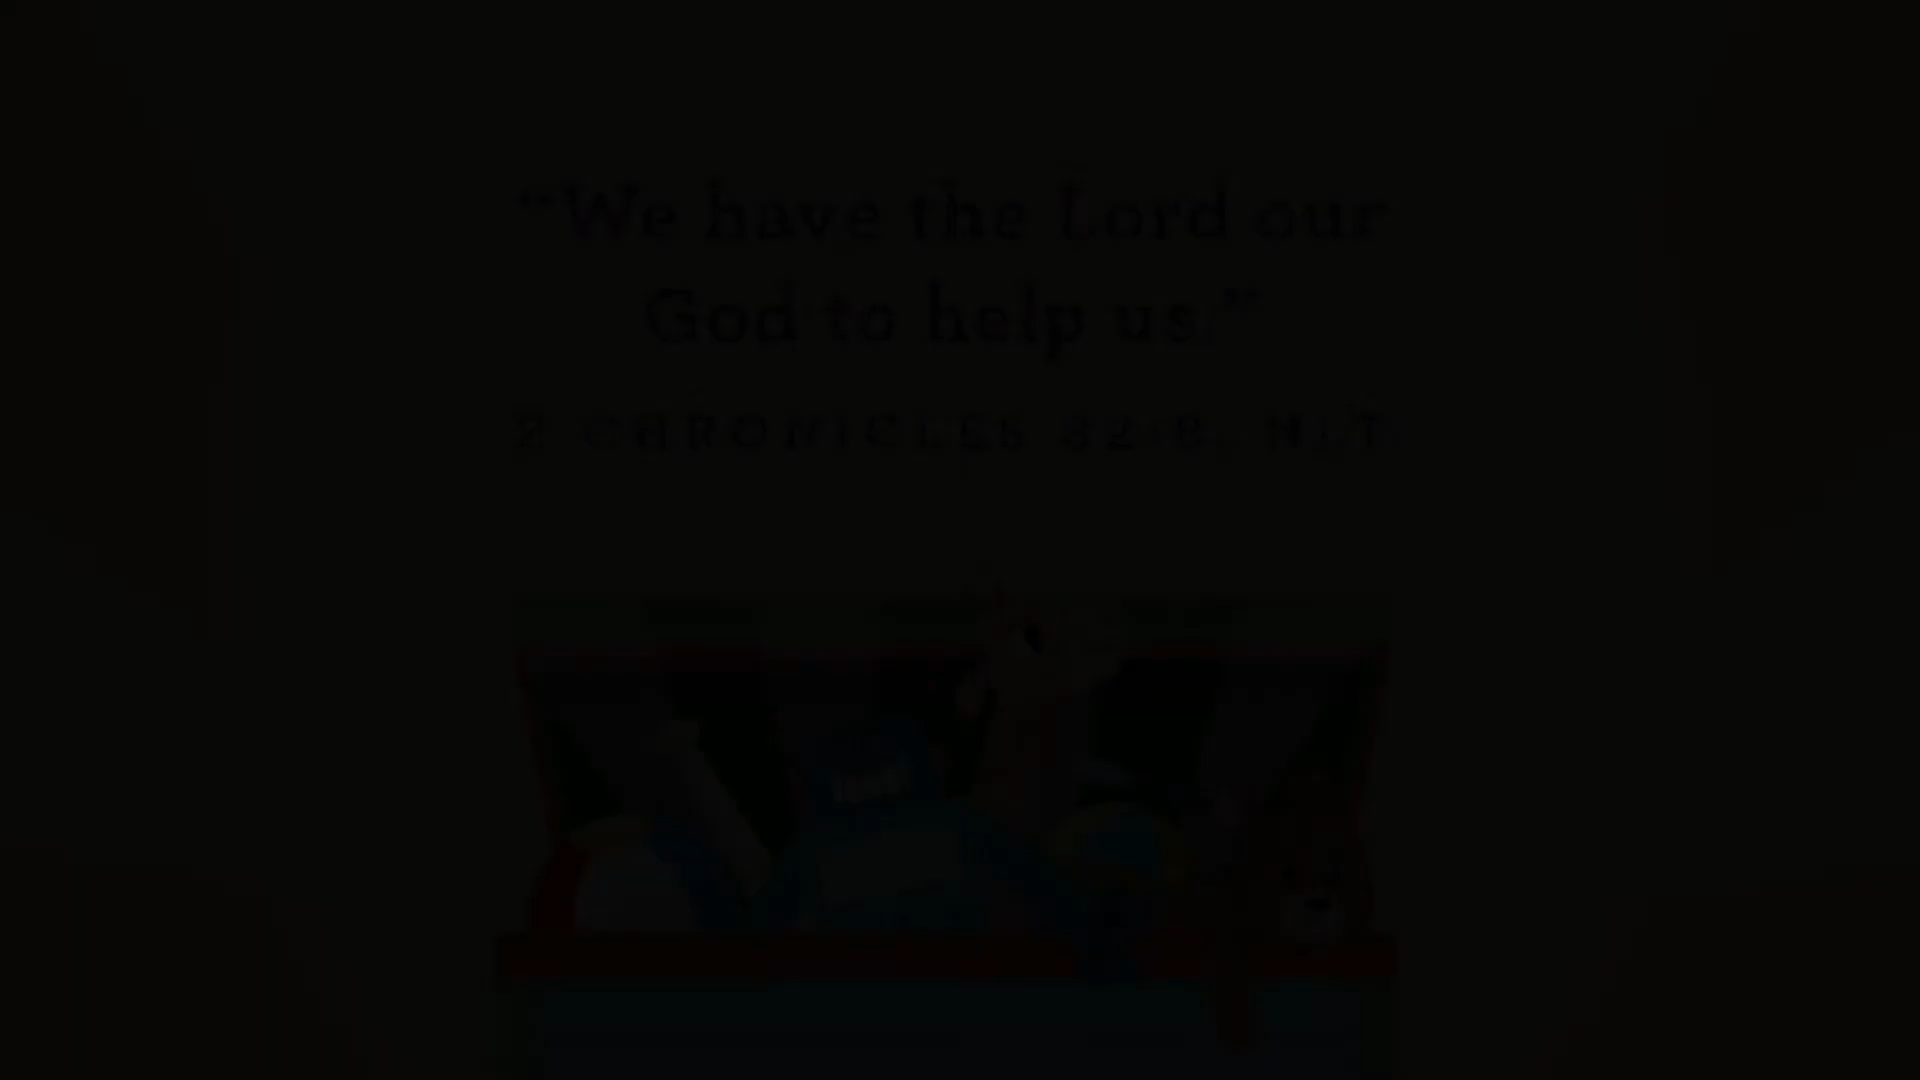 “We have the Lord our
God to help us.”
2 CHRONICLES 32:8, NLT